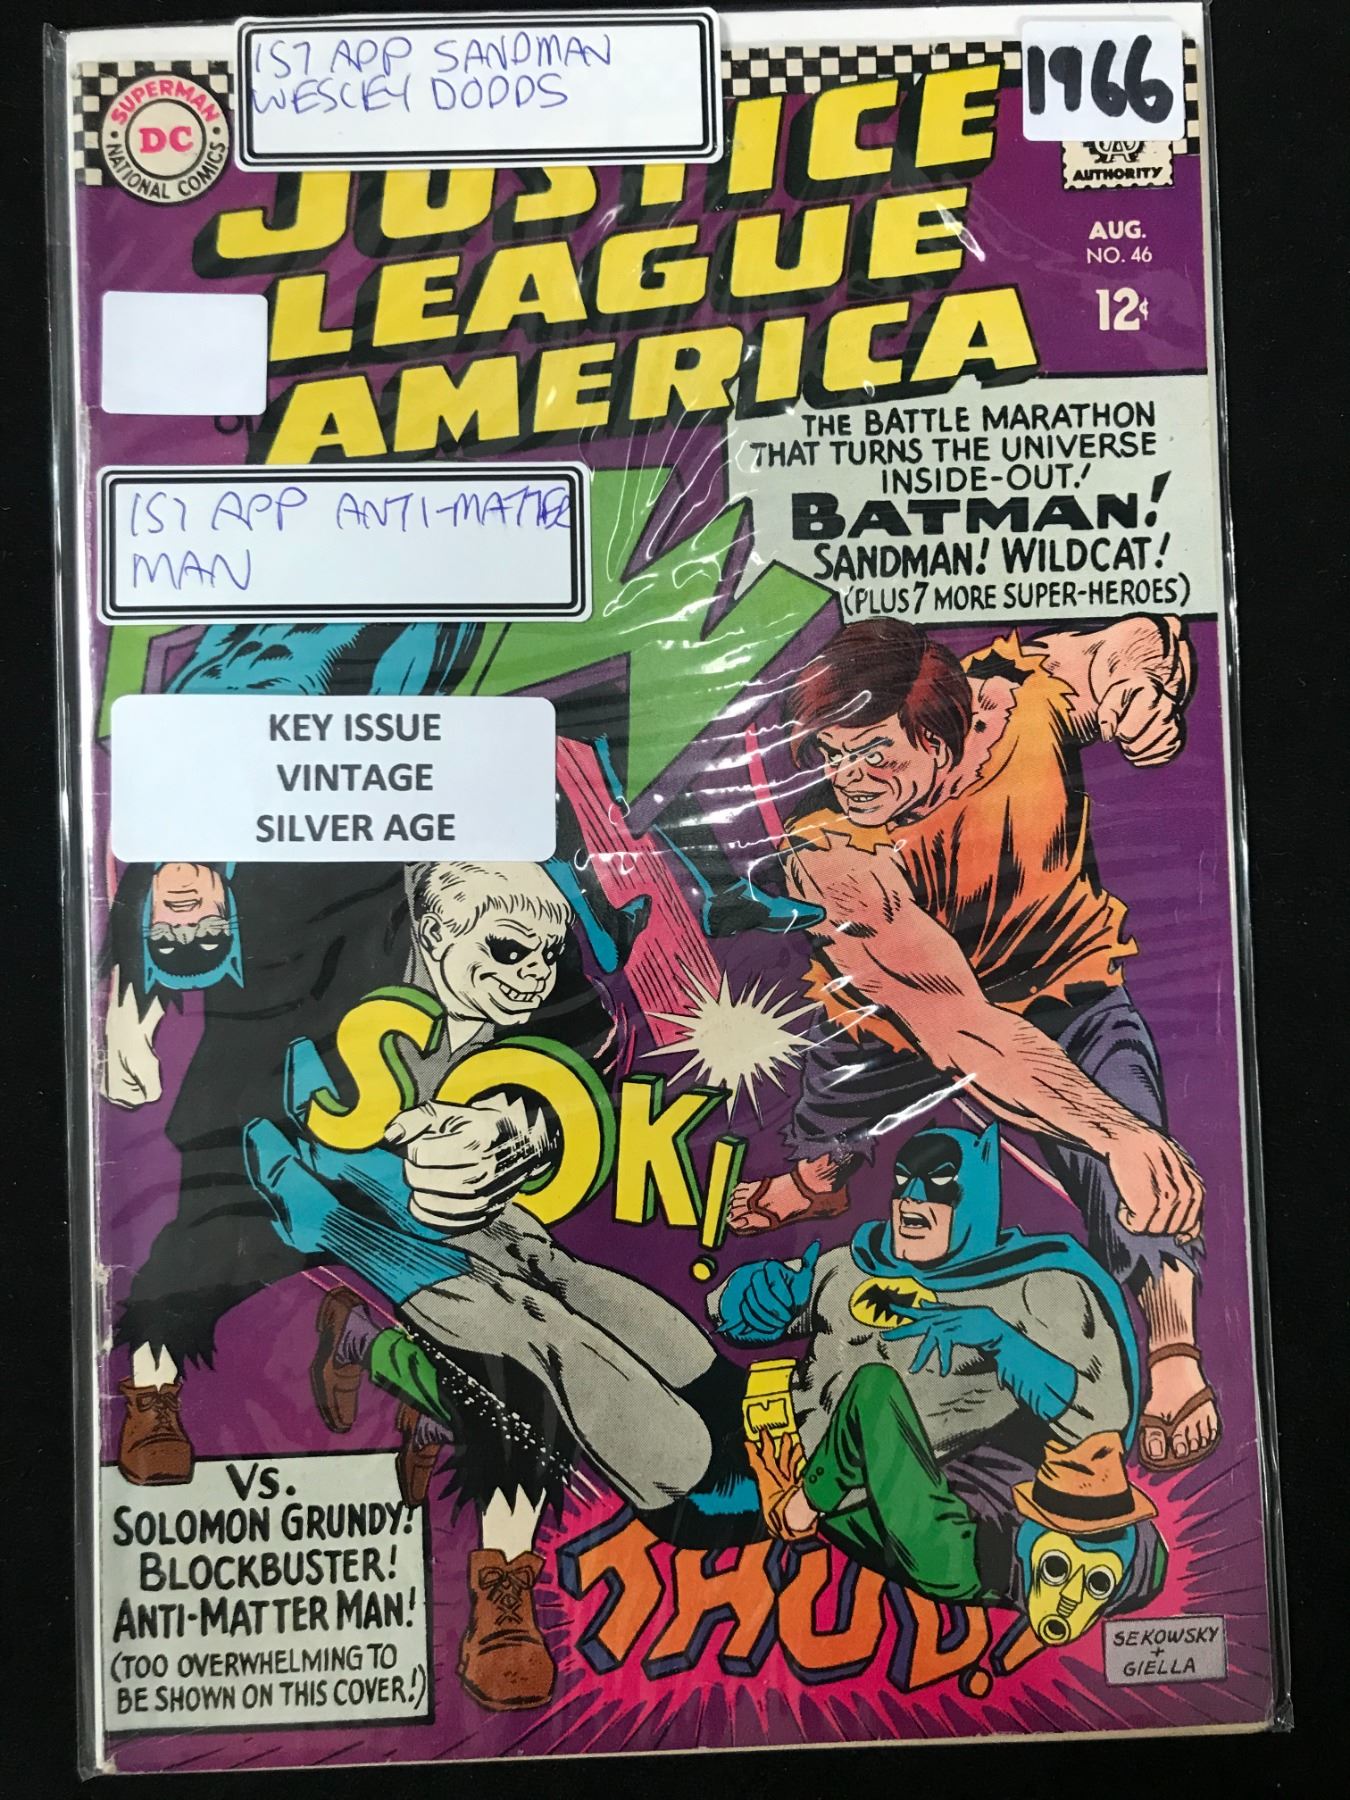 1ST APP SANDMAN
WESLEY DODDS
1966
SUPERMAN
DC
NATIONAL COMICS
AUTHORITY
JUSTICE
LEAGUE
OF
AMERICA
AUG.
NO. 46
12¢
THE BATTLE MARATHON
THAT TURNS THE UNIVERSE
INSIDE-OUT!
BATMAN!
SANDMAN! WILDCAT!
(PLUS 7 MORE SUPER-HEROES)
1ST APP ANTI-MATTER
MAN
KEY ISSUE
VINTAGE
SILVER AGE
SOK!
VS.
SOLOMON GRUNDY!
BLOCKBUSTER!
ANTI-MATTER MAN!
(TOO OVERWHELMING TO
BE SHOWN ON THIS COVER!)
THUD!
SEKOWSKY
+
GIELLA